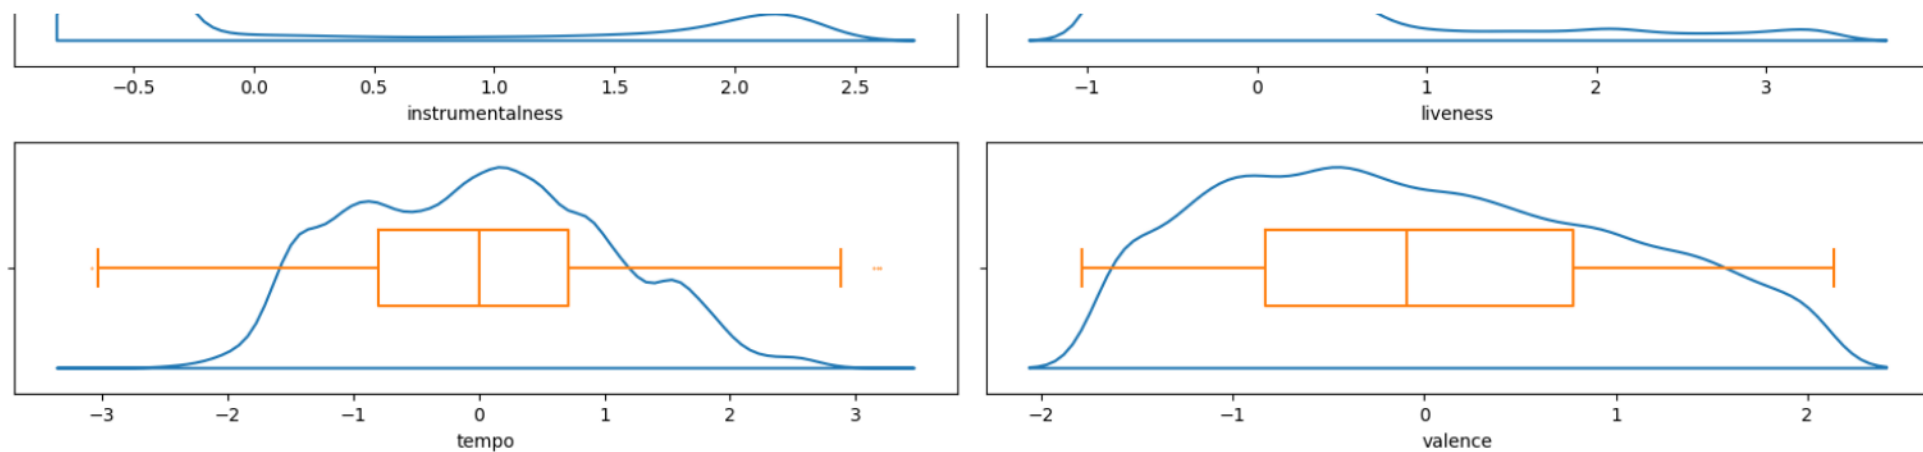 −0.5 0.0 0.5 1.0 1.5 2.0 2.5
instrumentalness
−1 0 1 2 3
liveness
−3 −2 −1 0 1 2 3
tempo
−2 −1 0 1 2
valence